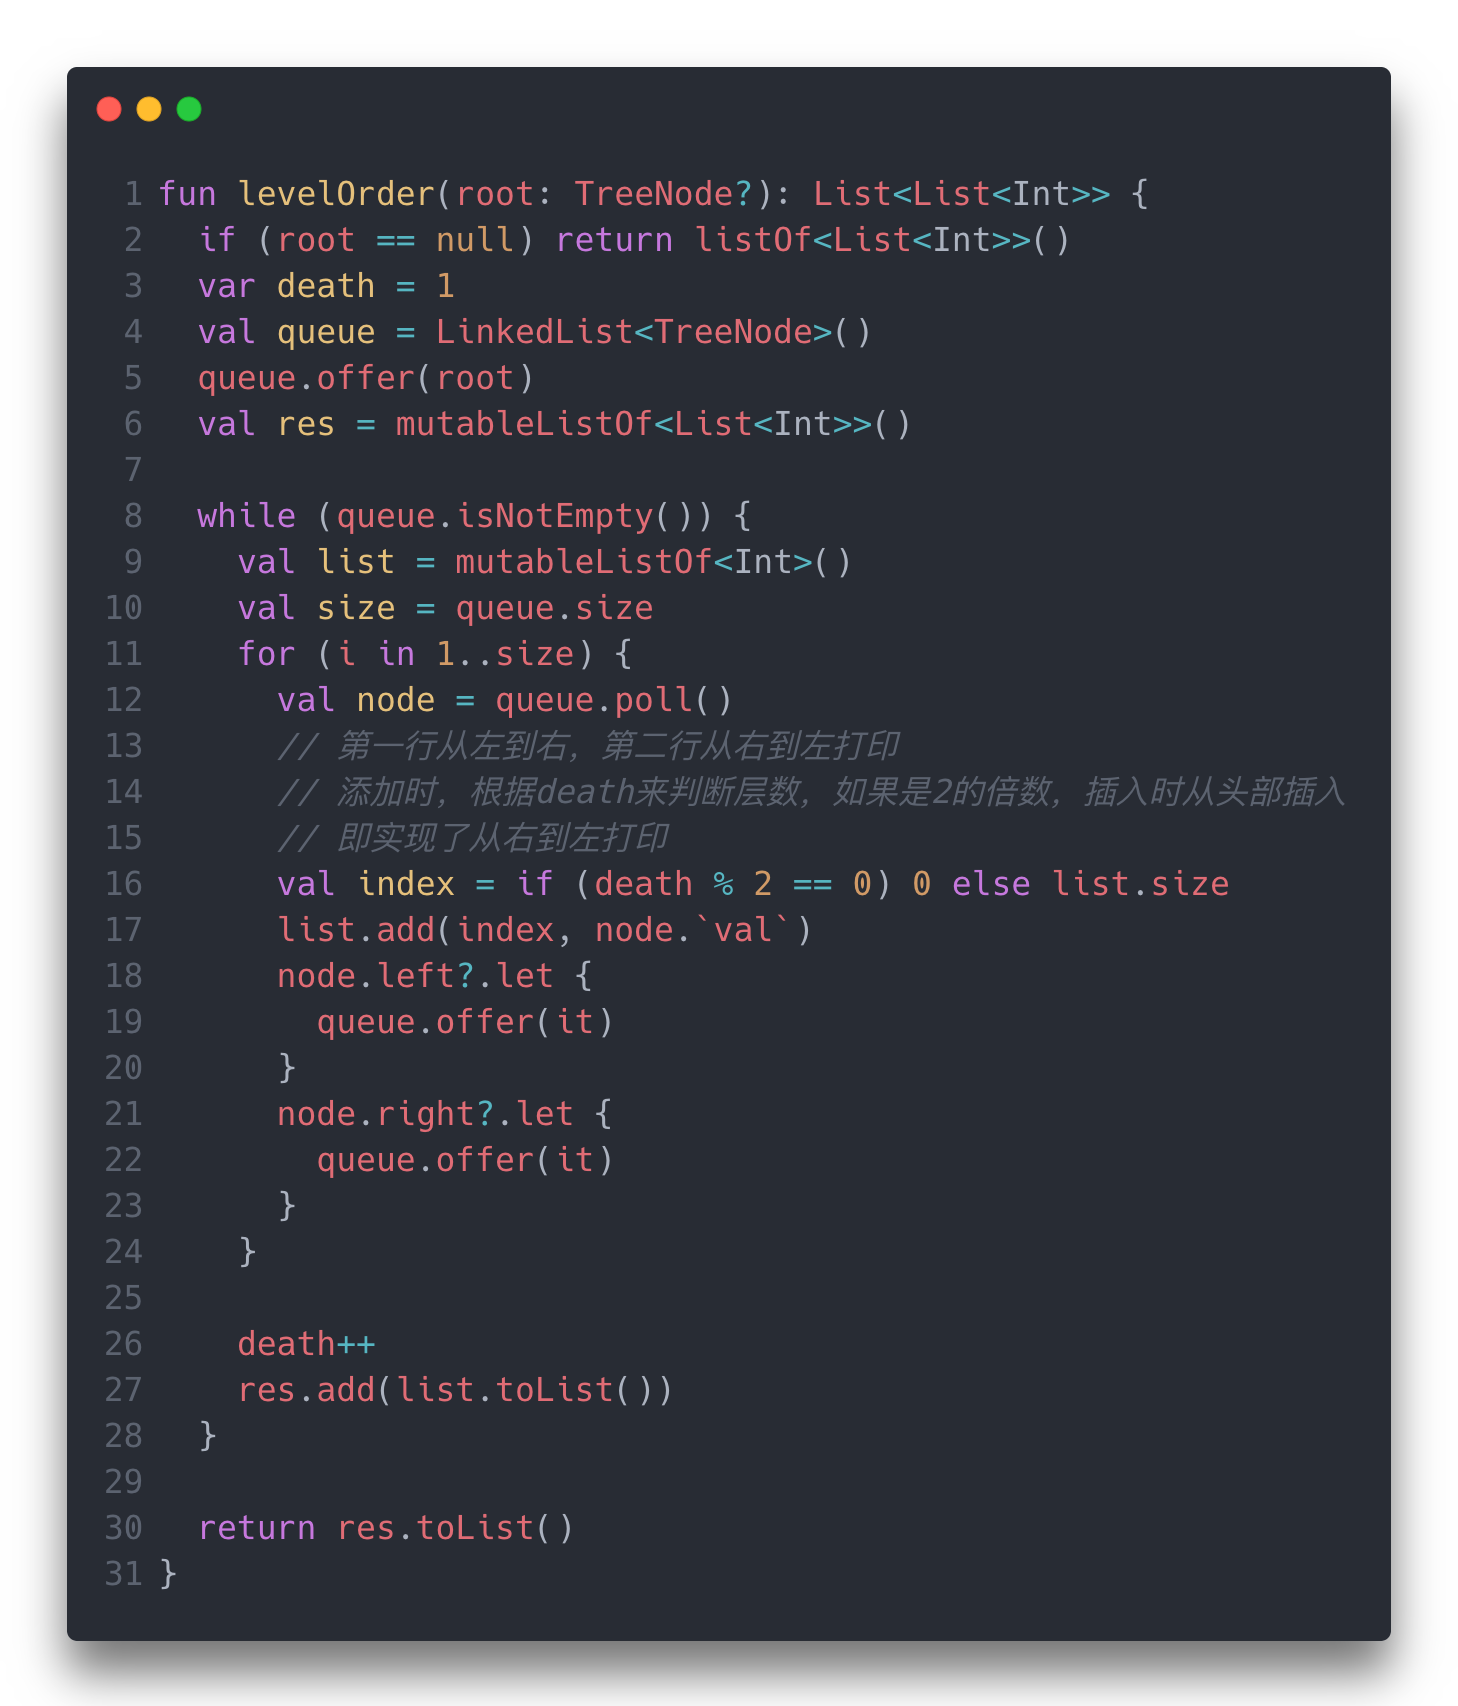 1 fun levelOrder(root: TreeNode?): List<List<Int>> {
2   if (root == null) return listOf<List<Int>>()
3   var death = 1
4   val queue = LinkedList<TreeNode>()
5   queue.offer(root)
6   val res = mutableListOf<List<Int>>()
7
8   while (queue.isNotEmpty()) {
9     val list = mutableListOf<Int>()
10     val size = queue.size
11     for (i in 1..size) {
12       val node = queue.poll()
13       // 第一行从左到右，第二行从右到左打印
14       // 添加时，根据death来判断层数，如果是2的倍数，插入时从头部插入
15       // 即实现了从右到左打印
16       val index = if (death % 2 == 0) 0 else list.size
17       list.add(index, node.`val`)
18       node.left?.let {
19         queue.offer(it)
20       }
21       node.right?.let {
22         queue.offer(it)
23       }
24     }
25
26     death++
27     res.add(list.toList())
28   }
29
30   return res.toList()
31 }